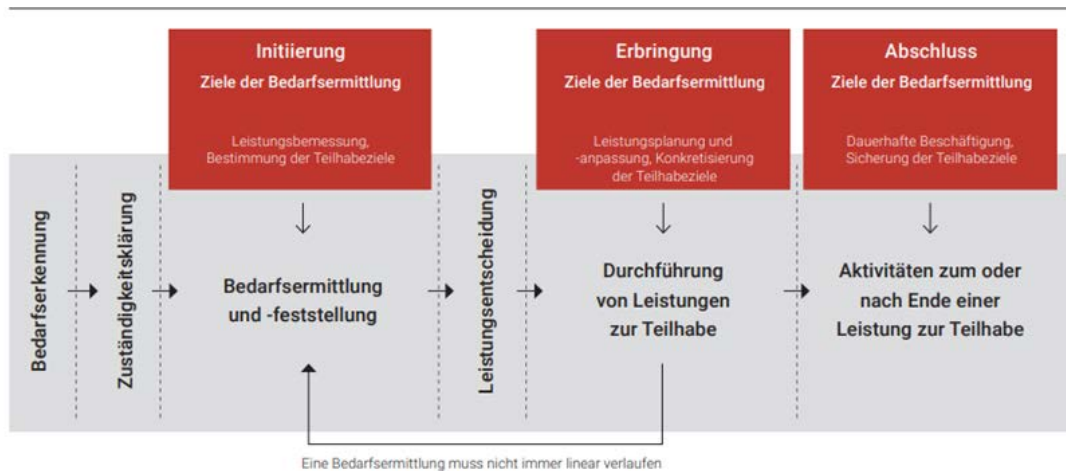 Initiierung
Ziele der Bedarfsermittlung
Leistungsbemessung,
Bestimmung der Teilhabeziele
Erbringung
Ziele der Bedarfsermittlung
Leistungsplanung und
-anpassung, Konkretisierung
der Teilhabeziele
Abschluss
Ziele der Bedarfsermittlung
Dauerhafte Beschäftigung,
Sicherung der Teilhabeziele
Bedarfserkennung
Zuständigkeitsklärung
Bedarfsermittlung
und -feststellung
Leistungsentscheidung
Durchführung
von Leistungen
zur Teilhabe
Aktivitäten zum oder
nach Ende einer
Leistung zur Teilhabe
Eine Bedarfsermittlung muss nicht immer linear verlaufen